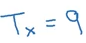 Tₓ = 9